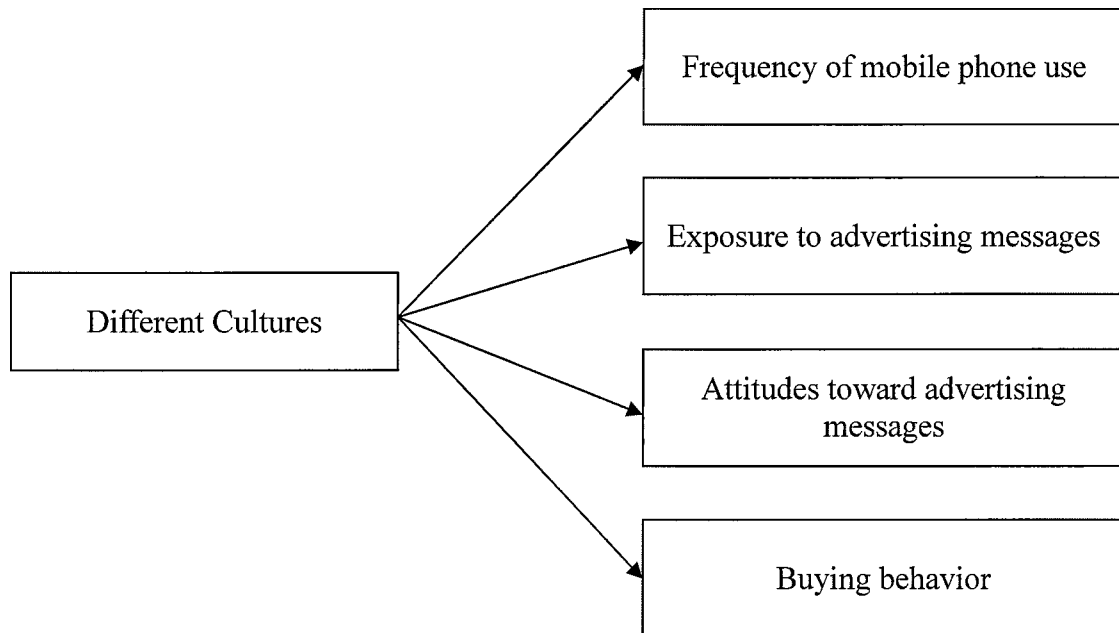 Frequency of mobile phone use
Exposure to advertising messages
Different Cultures
Attitudes toward advertising
messages
Buying behavior